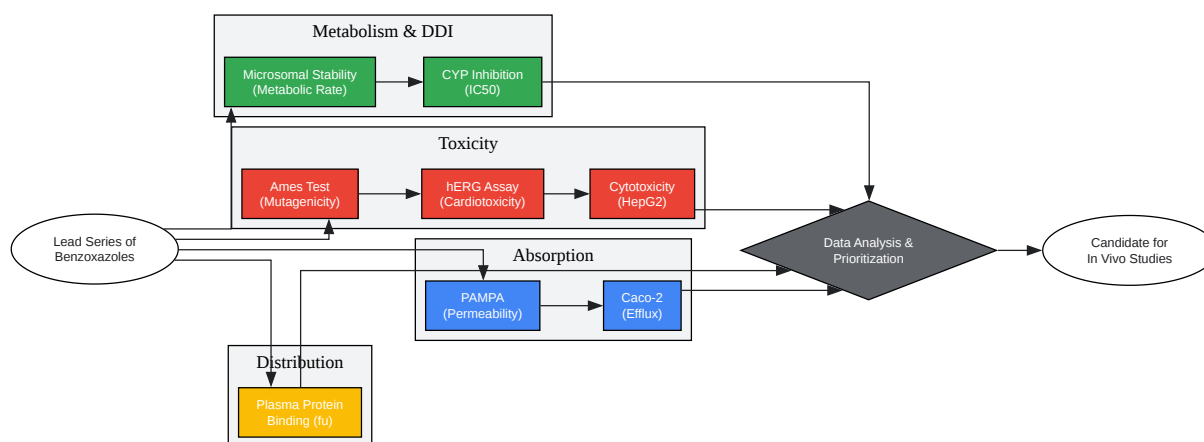 Metabolism & DDI
Microsomal Stability
(Metabolic Rate)
CYP Inhibition
(IC50)
Toxicity
Ames Test
(Mutagenicity)
hERG Assay
(Cardiotoxicity)
Cytotoxicity
(HepG2)
Lead Series of
Benzoxazoles
Data Analysis &
Prioritization
Candidate for
In Vivo Studies
Absorption
PAMPA
(Permeability)
Caco-2
(Efflux)
Distribution
Plasma Protein
Binding (fu)